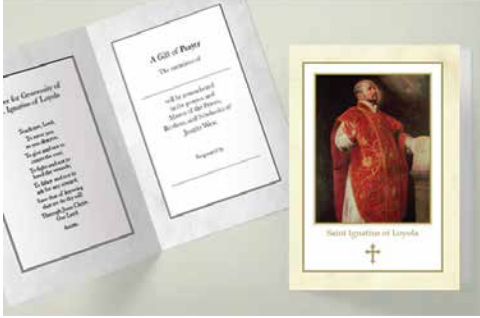 er for Generosity of
Ignatius of Loyola
Teach me, Lord,
To serve you
as you deserve,
To give and not to
count the cost,
To fight and not to
heed the wounds,
To labor and not to
ask for any reward,
Save that of knowing
that we do thy will.
Through Jesus Christ,
Our Lord
Amen.
A Gift of Prayer
The intention of
will be remembered
in the prayers and
Masses of the Priests,
Brothers, and Scholastics of
Jesuits West.
Requested by
Saint Ignatius of Loyola